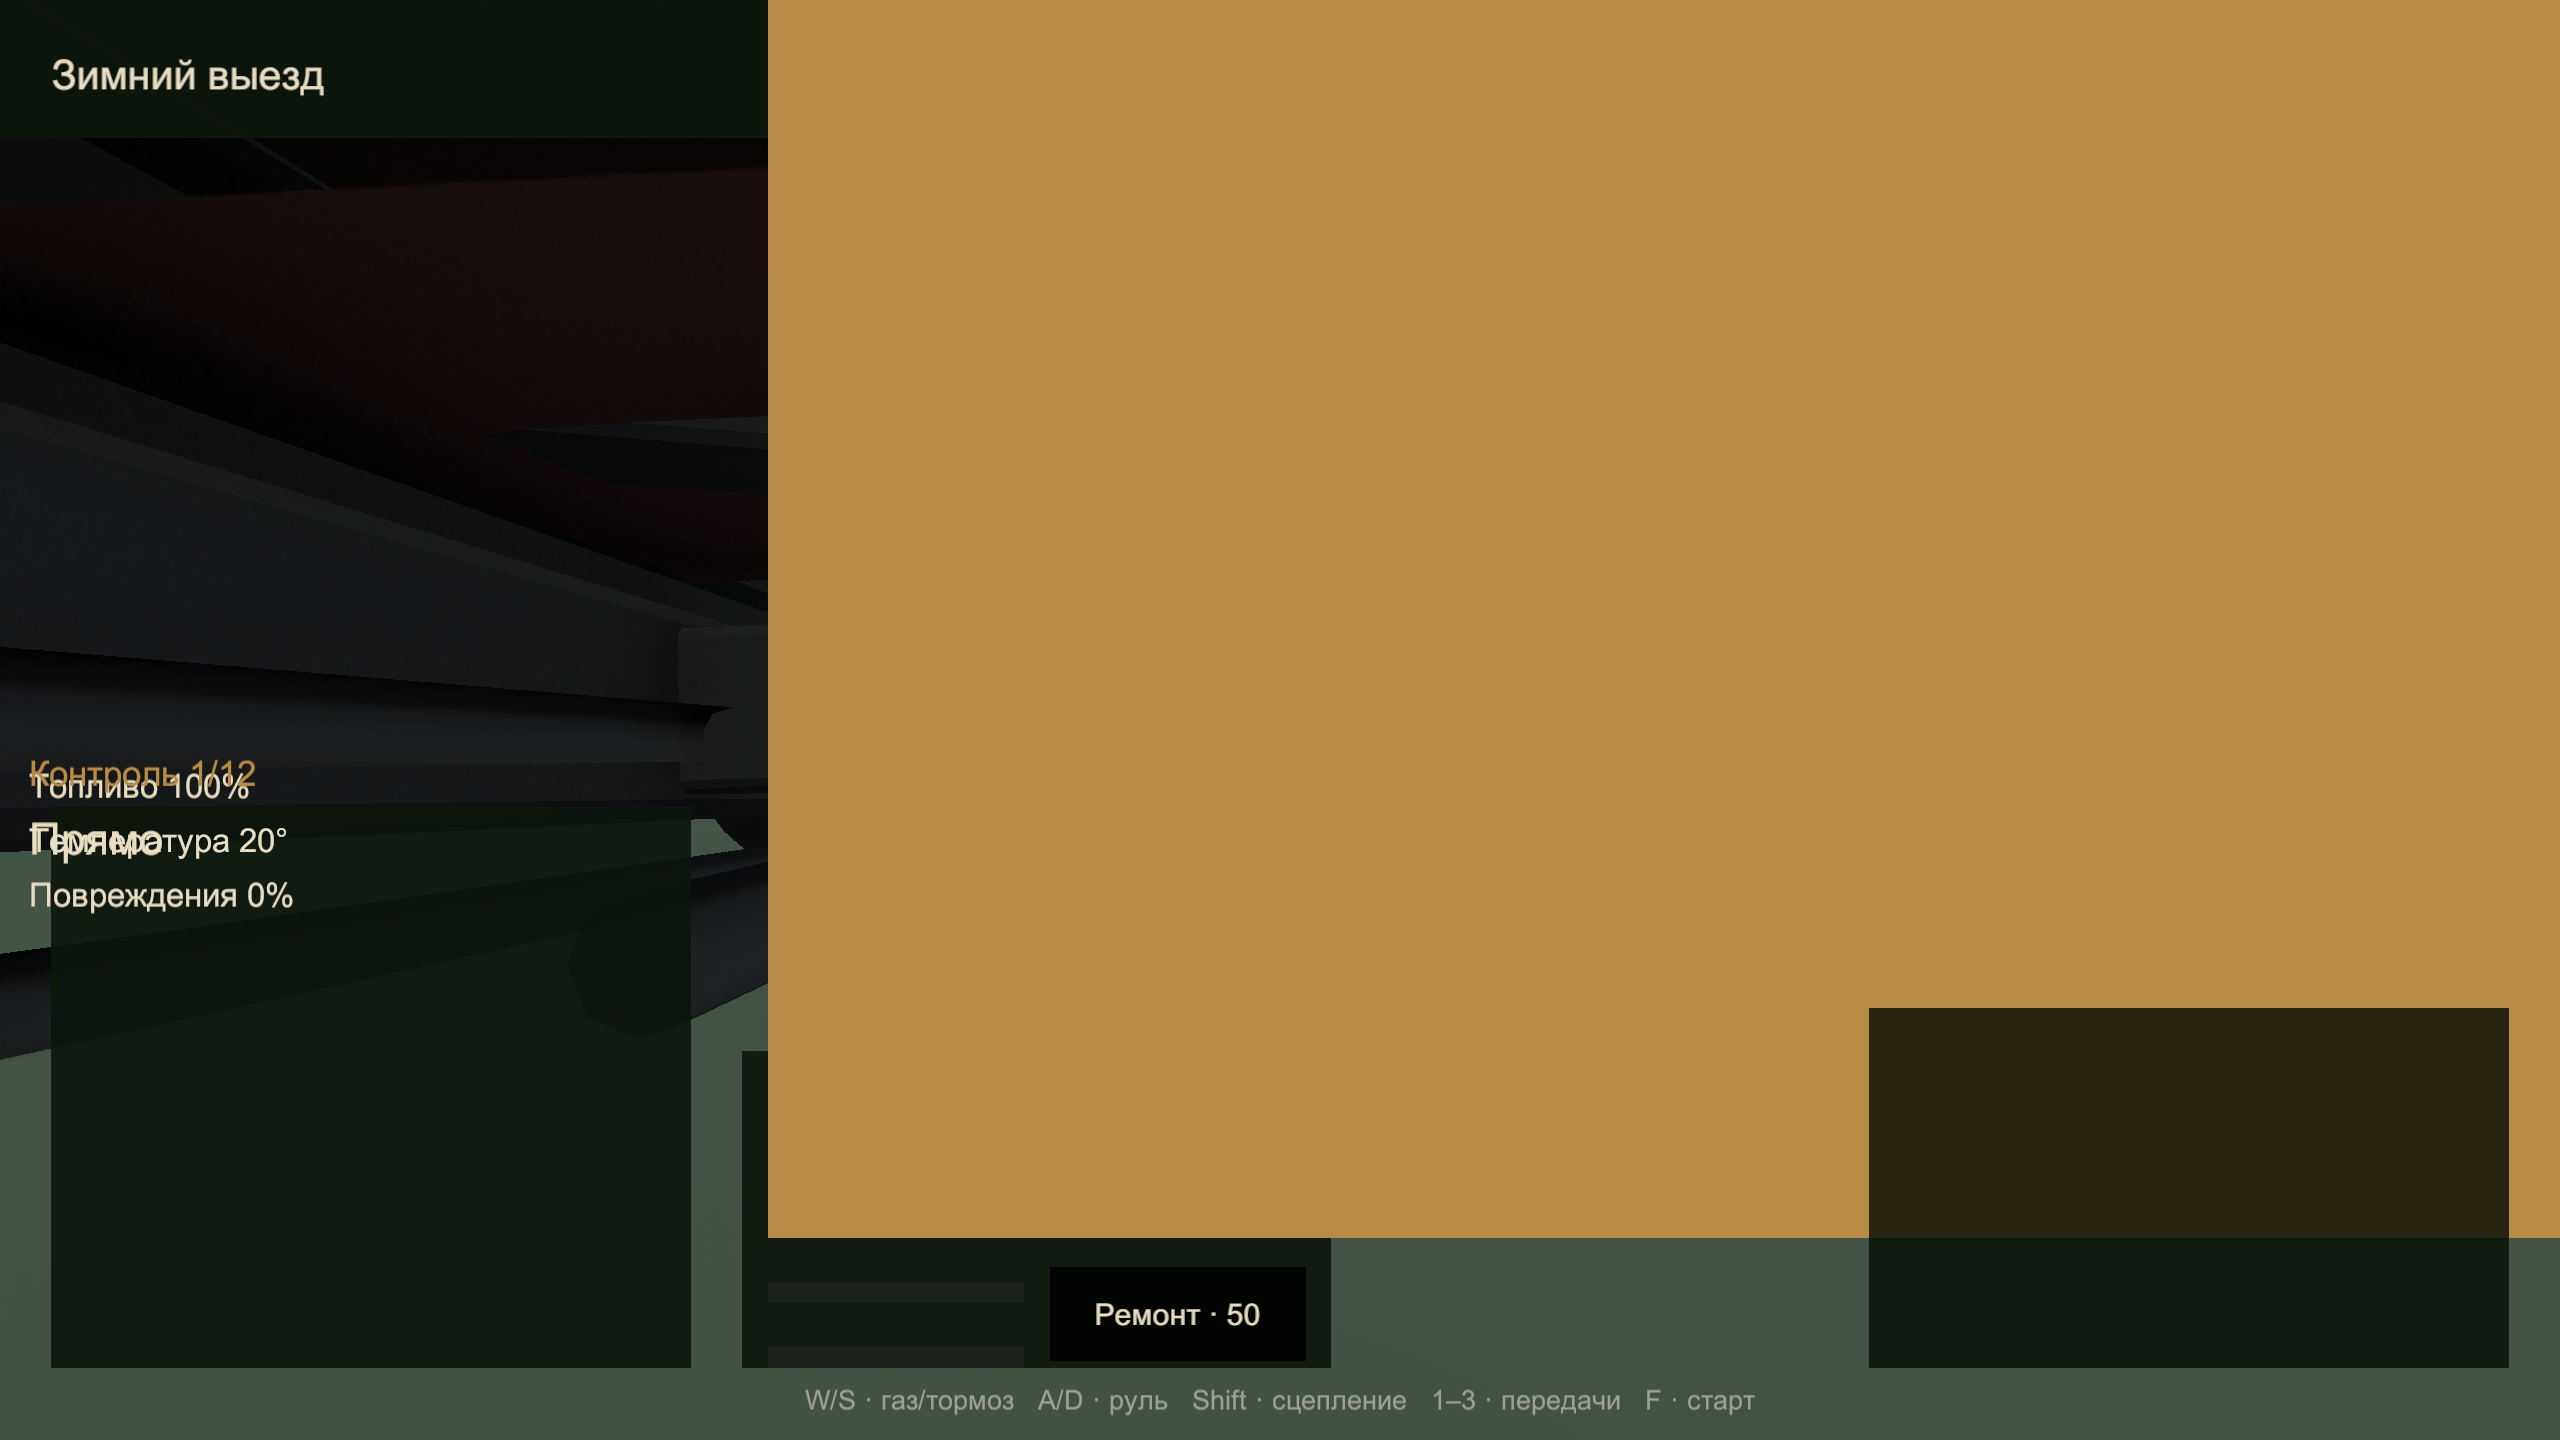 Зимний выезд
Контроль 1/12
Топливо 100%
Прямо
Температура 20°
Повреждения 0%
Ремонт · 50
W/S · газ/тормоз A/D · руль Shift · сцепление 1–3 · передачи F · старт